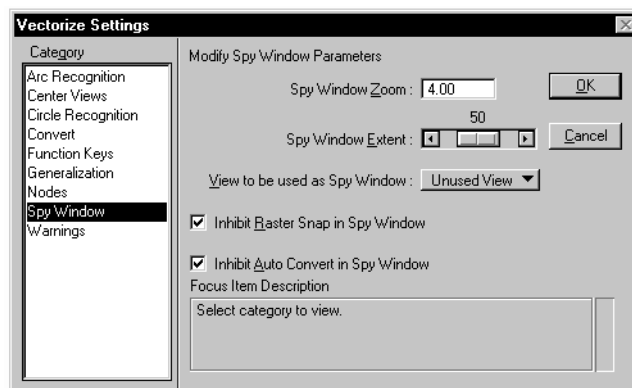 Vectorize Settings
Category
Arc Recognition
Center Views
Circle Recognition
Convert
Function Keys
Generalization
Nodes
Spy Window
Warnings
Modify Spy Window Parameters
Spy Window Zoom : 4.00
50
Spy Window Extent :
View to be used as Spy Window : Unused View
Inhibit Raster Snap in Spy Window
Inhibit Auto Convert in Spy Window
Focus Item Description
Select category to view.
OK
Cancel